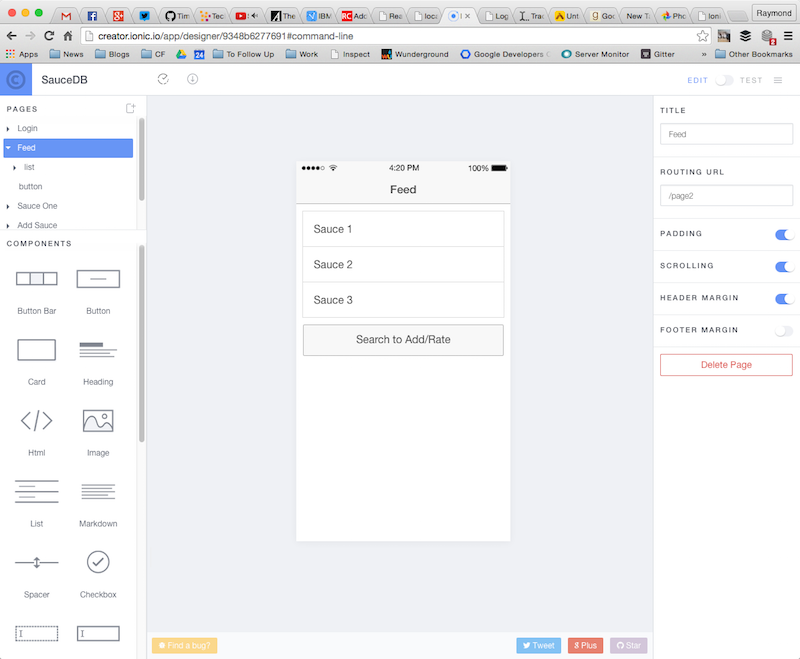 Tim
Tec
The
IBM
Ado
Rea
loca
Log
Trac
Unt
Goo
New T
Pho
Ioni
Raymond
creator.ionic.io/app/designer/9348b6277691#command-line
Apps News Blogs CF 24 To Follow Up Work Inspect Wunderground Google Developers Server Monitor Gitter » Other Bookmarks
SauceDB
EDIT TEST
PAGES
Login
Feed
list
button
Sauce One
Add Sauce
COMPONENTS
Button Bar Button
Card Heading
Html Image
List Markdown
Spacer Checkbox
4:20 PM 100%
Feed
Sauce 1
Sauce 2
Sauce 3
Search to Add/Rate
Find a bug?
Tweet
Plus
Star
TITLE
Feed
ROUTING URL
/page2
PADDING
SCROLLING
HEADER MARGIN
FOOTER MARGIN
Delete Page